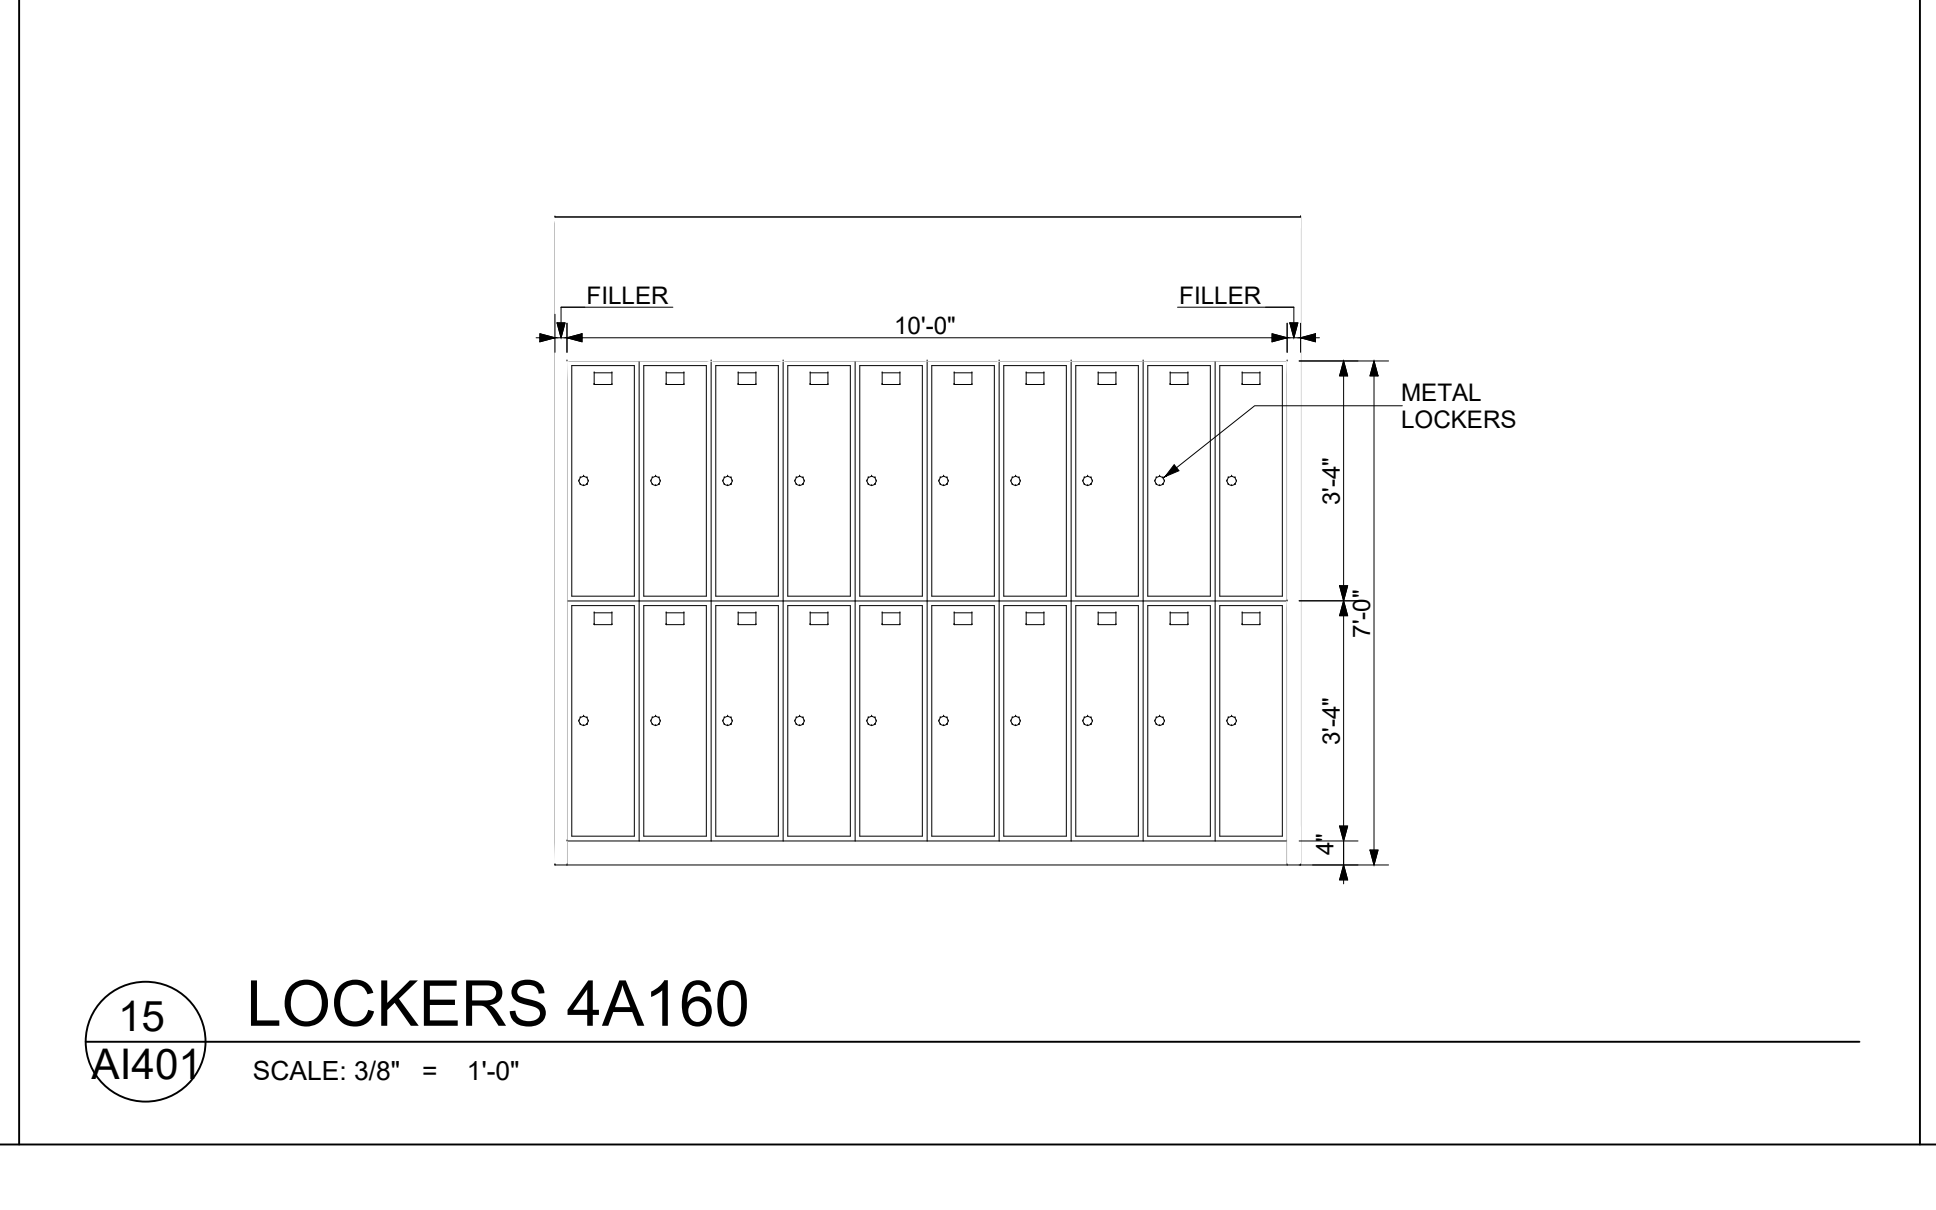 FILLER
FILLER
10'-0"
METAL
LOCKERS
3'-4"
7'-0"
3'-4"
4"
15
AI401
LOCKERS 4A160
SCALE: 3/8" = 1'-0"